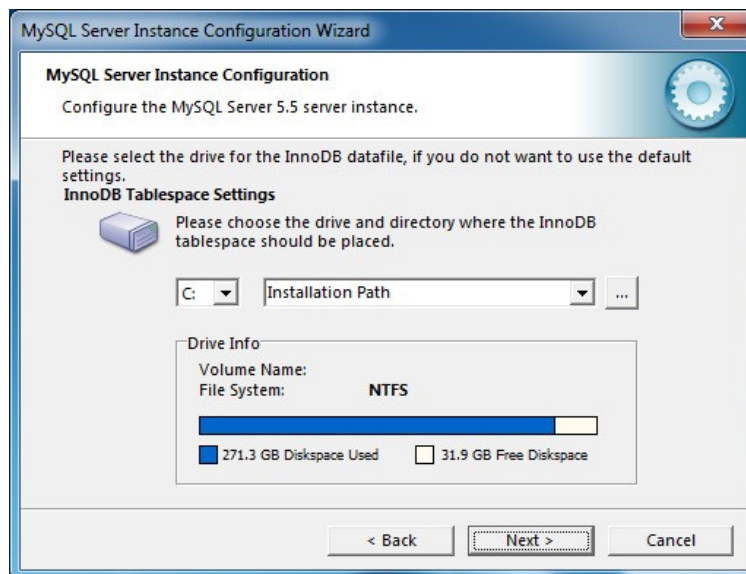 MySQL Server Instance Configuration Wizard
MySQL Server Instance Configuration
Configure the MySQL Server 5.5 server instance.
Please select the drive for the InnoDB datafile, if you do not want to use the default
settings.
InnoDB Tablespace Settings
Please choose the drive and directory where the InnoDB
tablespace should be placed.
C: Installation Path ...
Drive Info
Volume Name:
File System: NTFS
271.3 GB Diskspace Used 31.9 GB Free Diskspace
< Back Next > Cancel